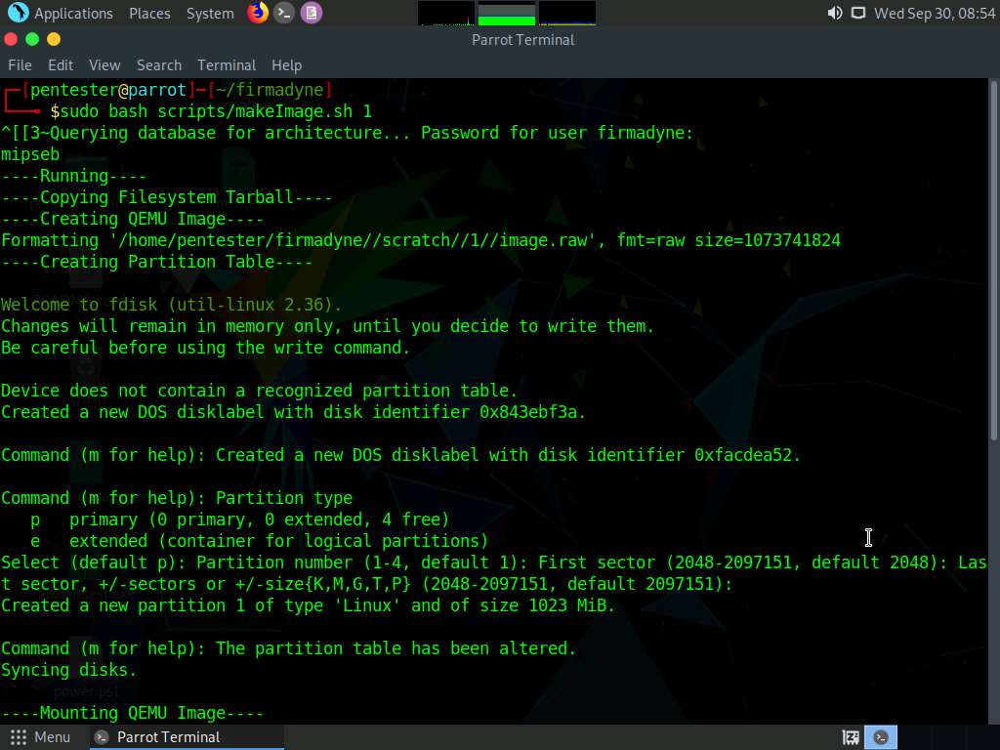 Applications Places System Wed Sep 30, 08:54
Parrot Terminal
File Edit View Search Terminal Help
┌─[pentester@parrot]─[~/firmadyne]
└──╼ $sudo bash scripts/makeImage.sh 1
^[[3~Querying database for architecture... Password for user firmadyne:
mipseb
----Running----
----Copying Filesystem Tarball----
----Creating QEMU Image----
Formatting '/home/pentester/firmadyne//scratch//1//image.raw', fmt=raw size=1073741824
----Creating Partition Table----
Welcome to fdisk (util-linux 2.36).
Changes will remain in memory only, until you decide to write them.
Be careful before using the write command.
Device does not contain a recognized partition table.
Created a new DOS disklabel with disk identifier 0x843ebf3a.
Command (m for help): Created a new DOS disklabel with disk identifier 0xfacdea52.
Command (m for help): Partition type
p   primary (0 primary, 0 extended, 4 free)
e   extended (container for logical partitions)
Select (default p): Partition number (1-4, default 1): First sector (2048-2097151, default 2048): Las
t sector, +/-sectors or +/-size{K,M,G,T,P} (2048-2097151, default 2097151):
Created a new partition 1 of type 'Linux' and of size 1023 MiB.
Command (m for help): The partition table has been altered.
Syncing disks.
power.ps1
----Mounting QEMU Image----
Menu Parrot Terminal